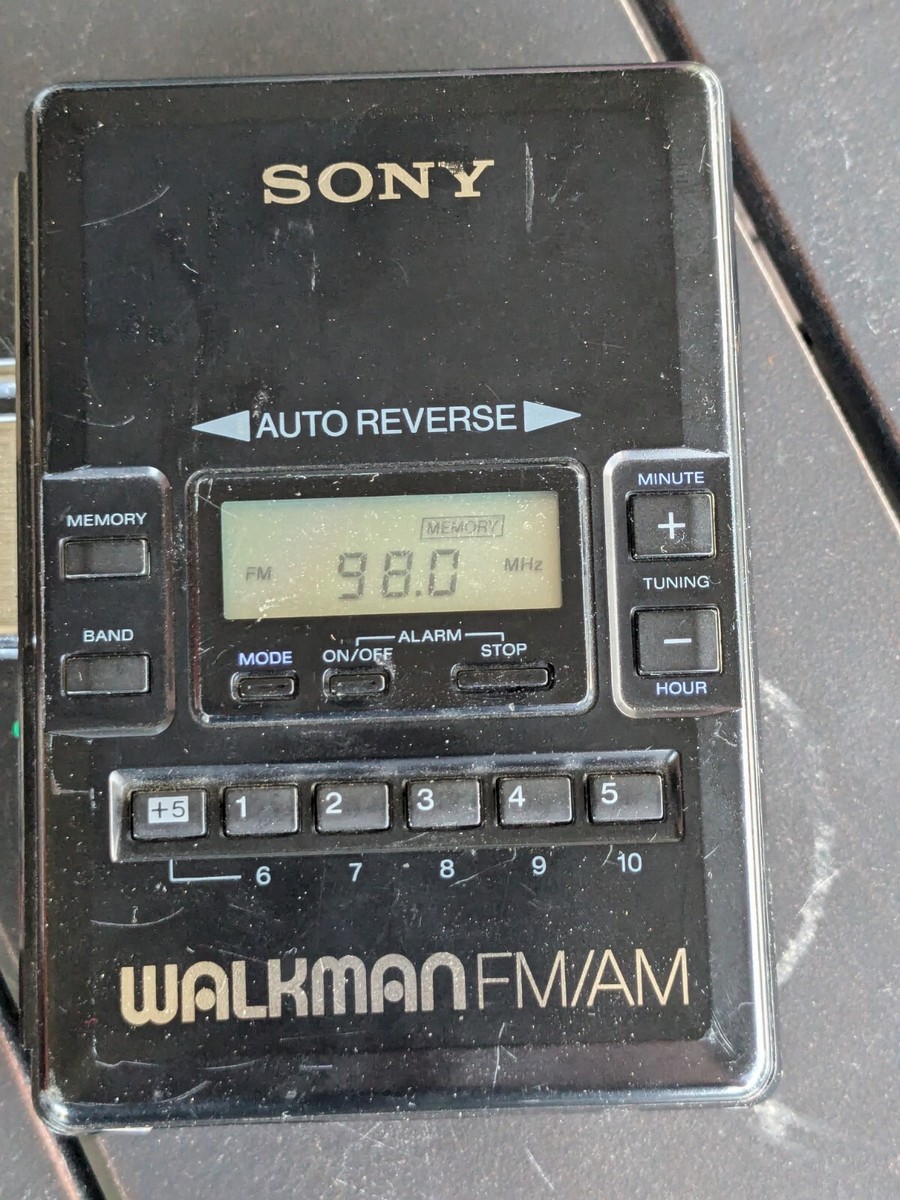 SONY
AUTO REVERSE
MINUTE
+
MEMORY
MEMORY
FM 98.0 MHz
TUNING
BAND
ALARM
MODE ON/OFF STOP
−
HOUR
+5 1 2 3 4 5
6 7 8 9 10
WALKMAN FM/AM